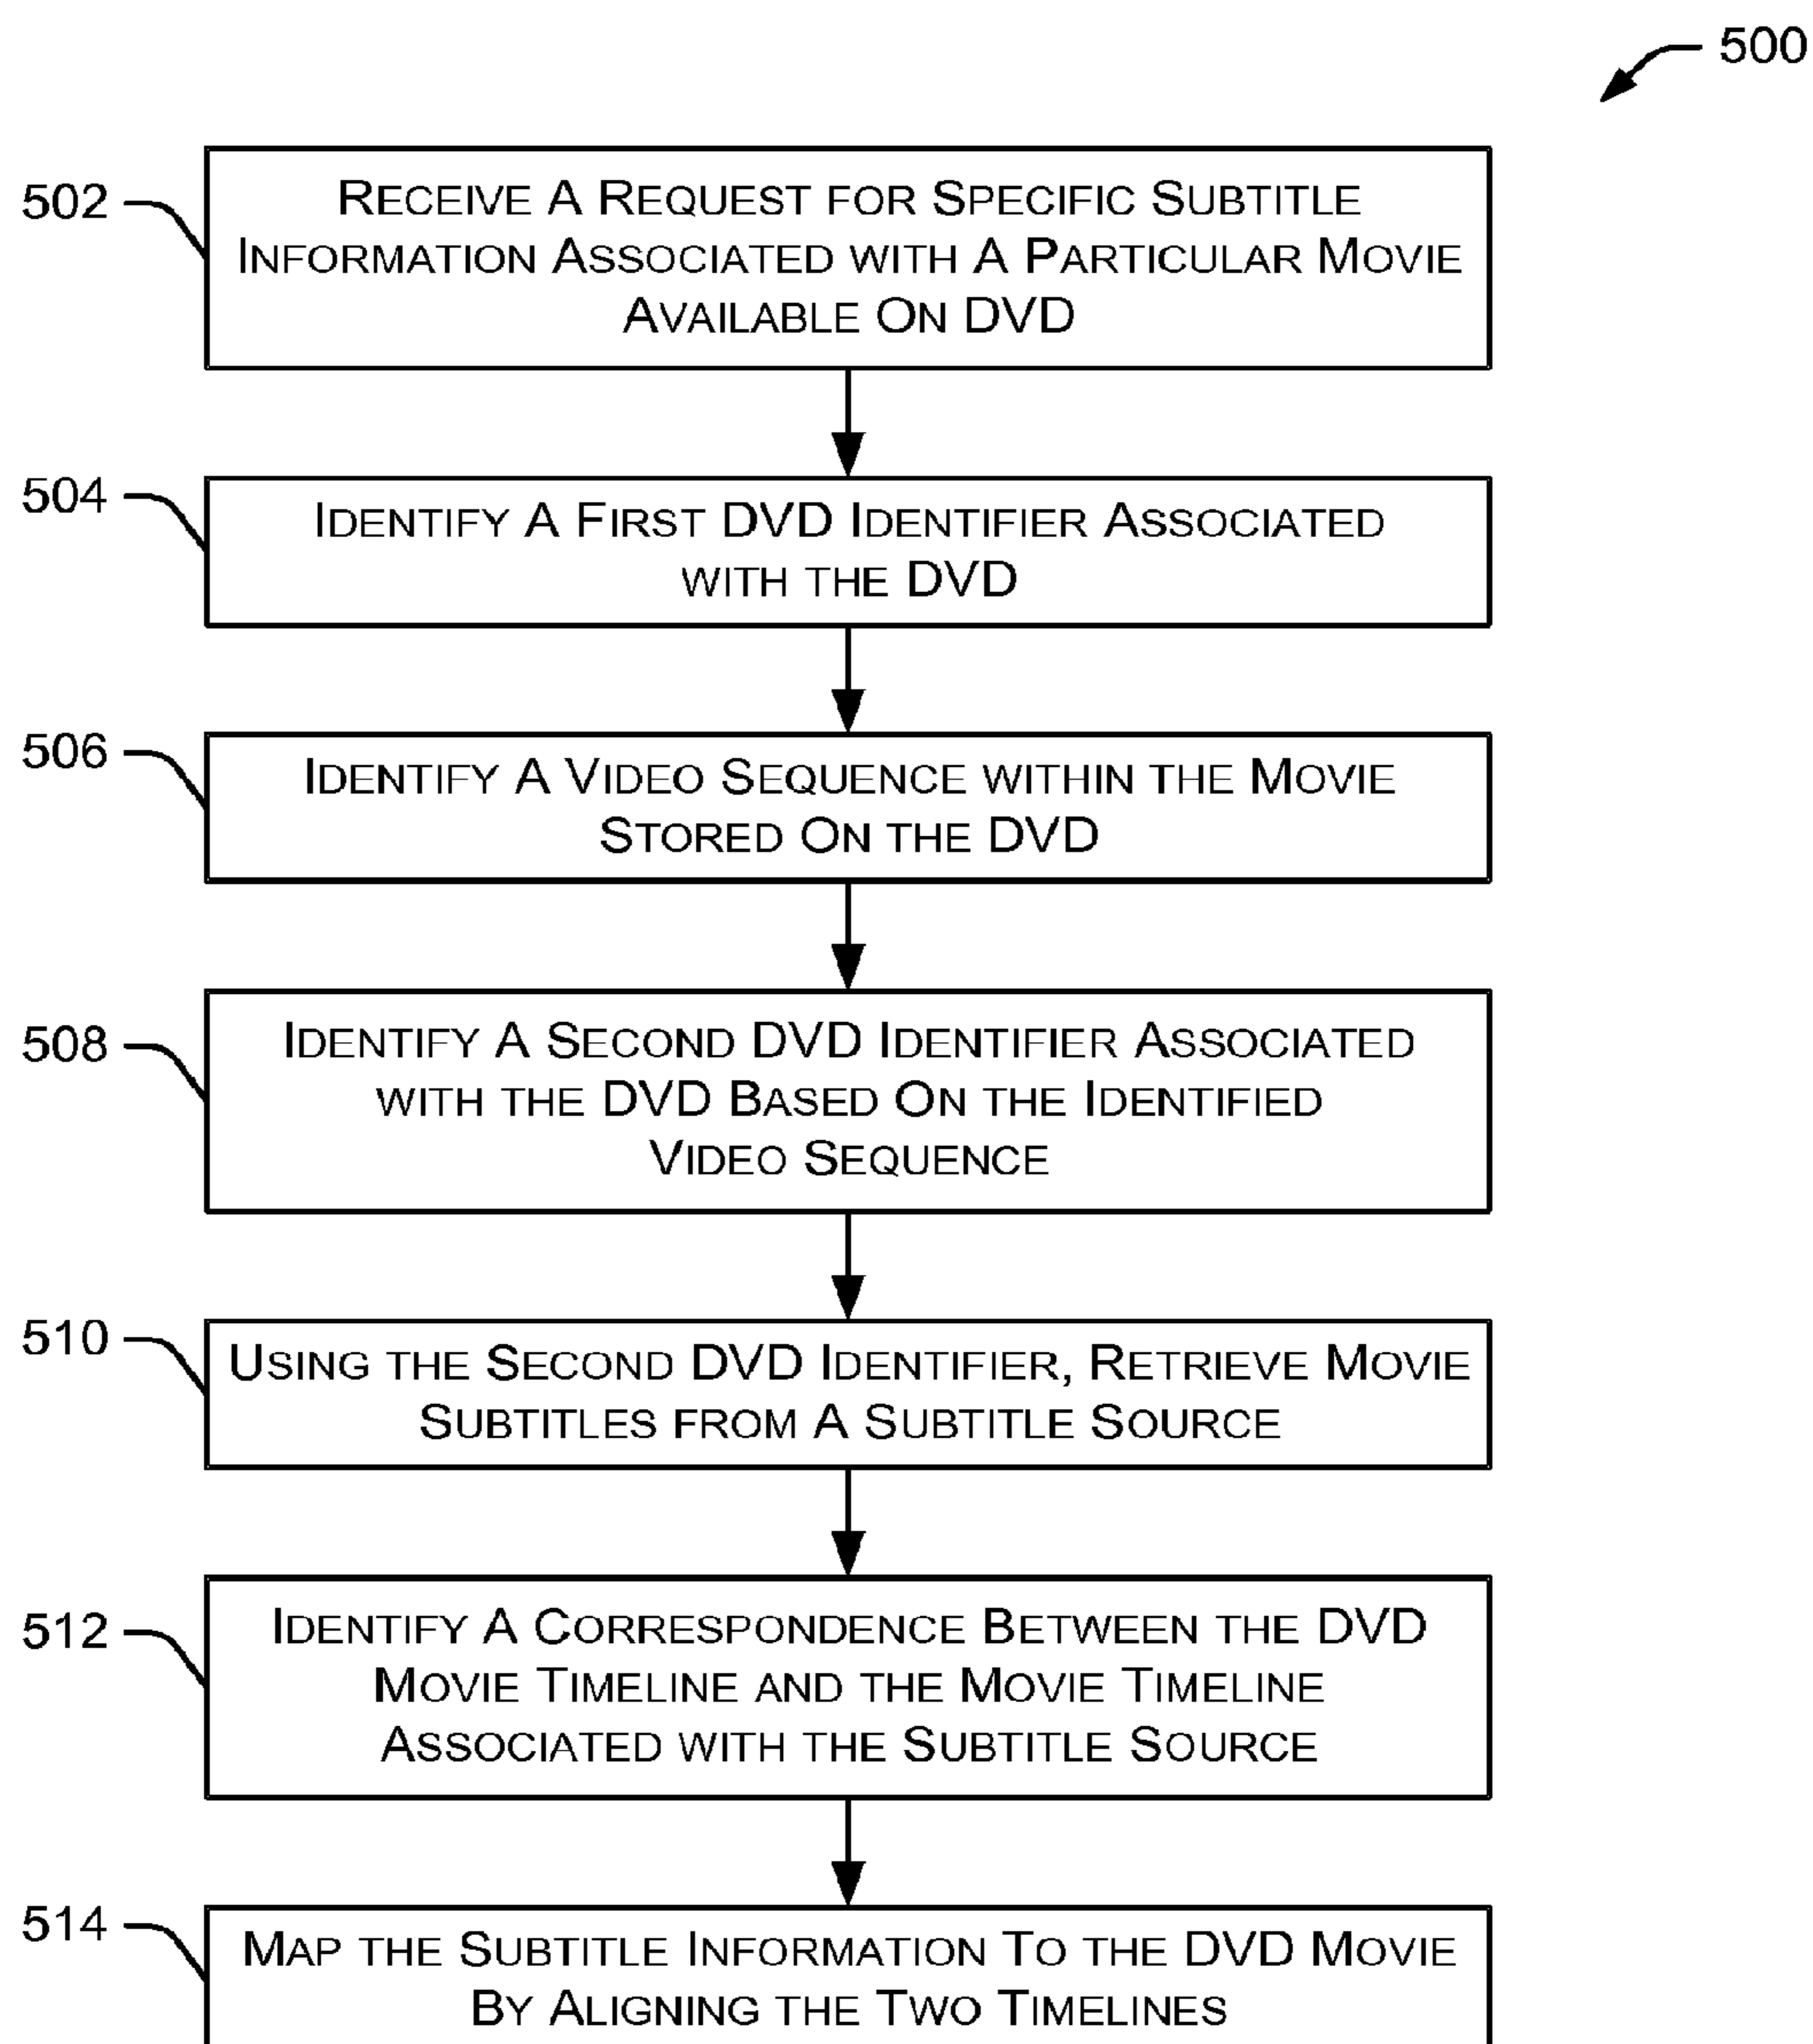 500
502
RECEIVE A REQUEST FOR SPECIFIC SUBTITLE
INFORMATION ASSOCIATED WITH A PARTICULAR MOVIE
AVAILABLE ON DVD
504
IDENTIFY A FIRST DVD IDENTIFIER ASSOCIATED
WITH THE DVD
506
IDENTIFY A VIDEO SEQUENCE WITHIN THE MOVIE
STORED ON THE DVD
508
IDENTIFY A SECOND DVD IDENTIFIER ASSOCIATED
WITH THE DVD BASED ON THE IDENTIFIED
VIDEO SEQUENCE
510
USING THE SECOND DVD IDENTIFIER, RETRIEVE MOVIE
SUBTITLES FROM A SUBTITLE SOURCE
512
IDENTIFY A CORRESPONDENCE BETWEEN THE DVD
MOVIE TIMELINE AND THE MOVIE TIMELINE
ASSOCIATED WITH THE SUBTITLE SOURCE
514
MAP THE SUBTITLE INFORMATION TO THE DVD MOVIE
BY ALIGNING THE TWO TIMELINES